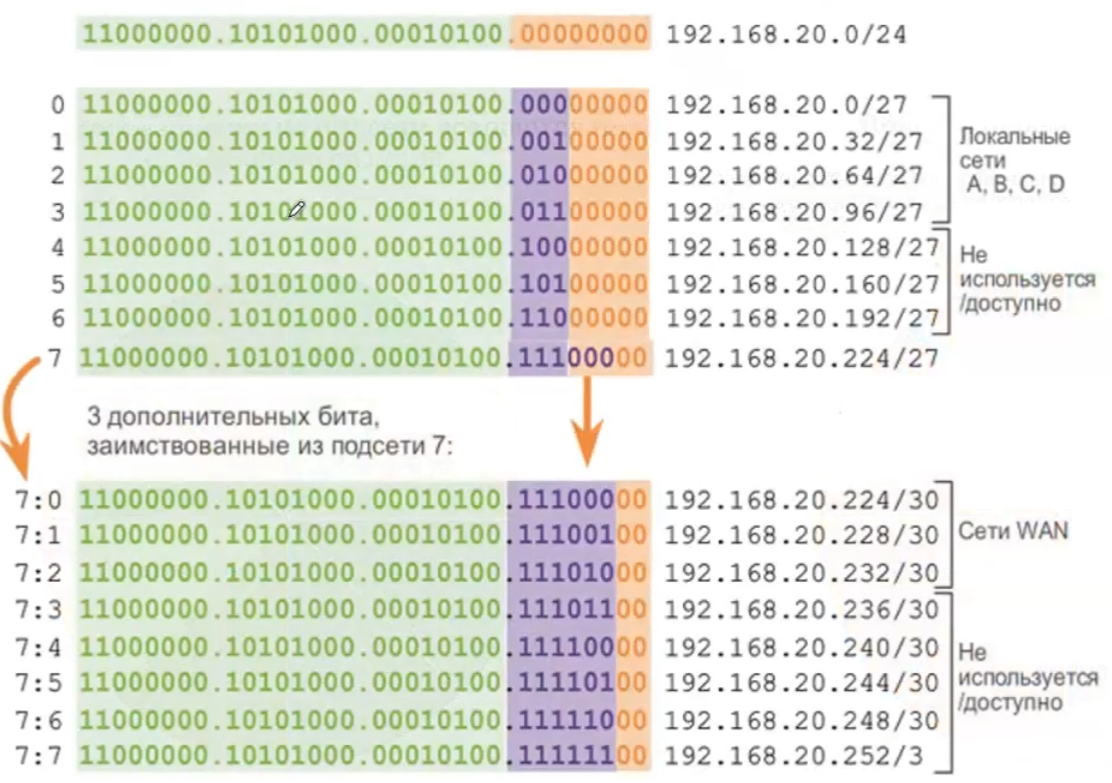 11000000.10101000.00010100.00000000 192.168.20.0/24
0 11000000.10101000.00010100.00000000 192.168.20.0/27
1 11000000.10101000.00010100.00100000 192.168.20.32/27
2 11000000.10101000.00010100.01000000 192.168.20.64/27
3 11000000.10101000.00010100.01100000 192.168.20.96/27
Локальные
сети
A, B, C, D
4 11000000.10101000.00010100.10000000 192.168.20.128/27
5 11000000.10101000.00010100.10100000 192.168.20.160/27
6 11000000.10101000.00010100.11000000 192.168.20.192/27
Не
используется
/доступно
7 11000000.10101000.00010100.11100000 192.168.20.224/27
3 дополнительных бита,
заимствованные из подсети 7:
7:0 11000000.10101000.00010100.11100000 192.168.20.224/30
7:1 11000000.10101000.00010100.11100100 192.168.20.228/30
7:2 11000000.10101000.00010100.11101000 192.168.20.232/30
Сети WAN
7:3 11000000.10101000.00010100.11101100 192.168.20.236/30
7:4 11000000.10101000.00010100.11110000 192.168.20.240/30
7:5 11000000.10101000.00010100.11110100 192.168.20.244/30
7:6 11000000.10101000.00010100.11111000 192.168.20.248/30
7:7 11000000.10101000.00010100.11111100 192.168.20.252/3
Не
используется
/доступно